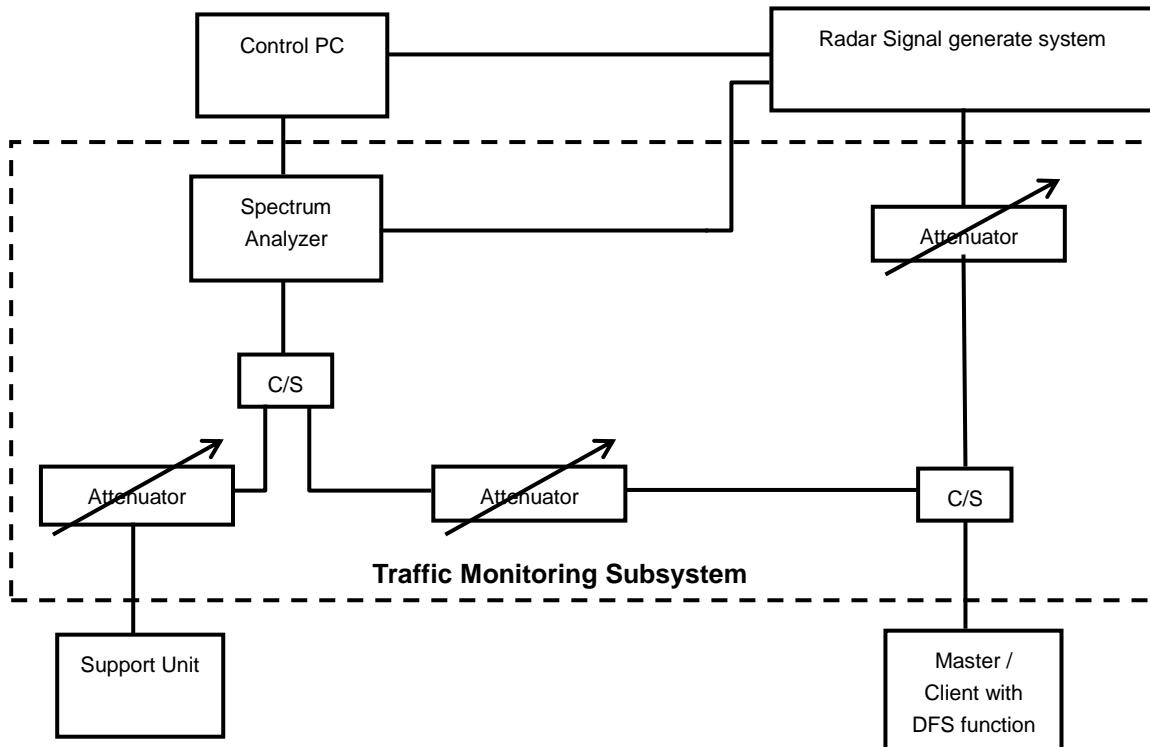 Control PC
Radar Signal generate system
Spectrum
Analyzer
Attenuator
C/S
Attenuator
Attenuator
C/S
Traffic Monitoring Subsystem
Support Unit
Master /
Client with
DFS function